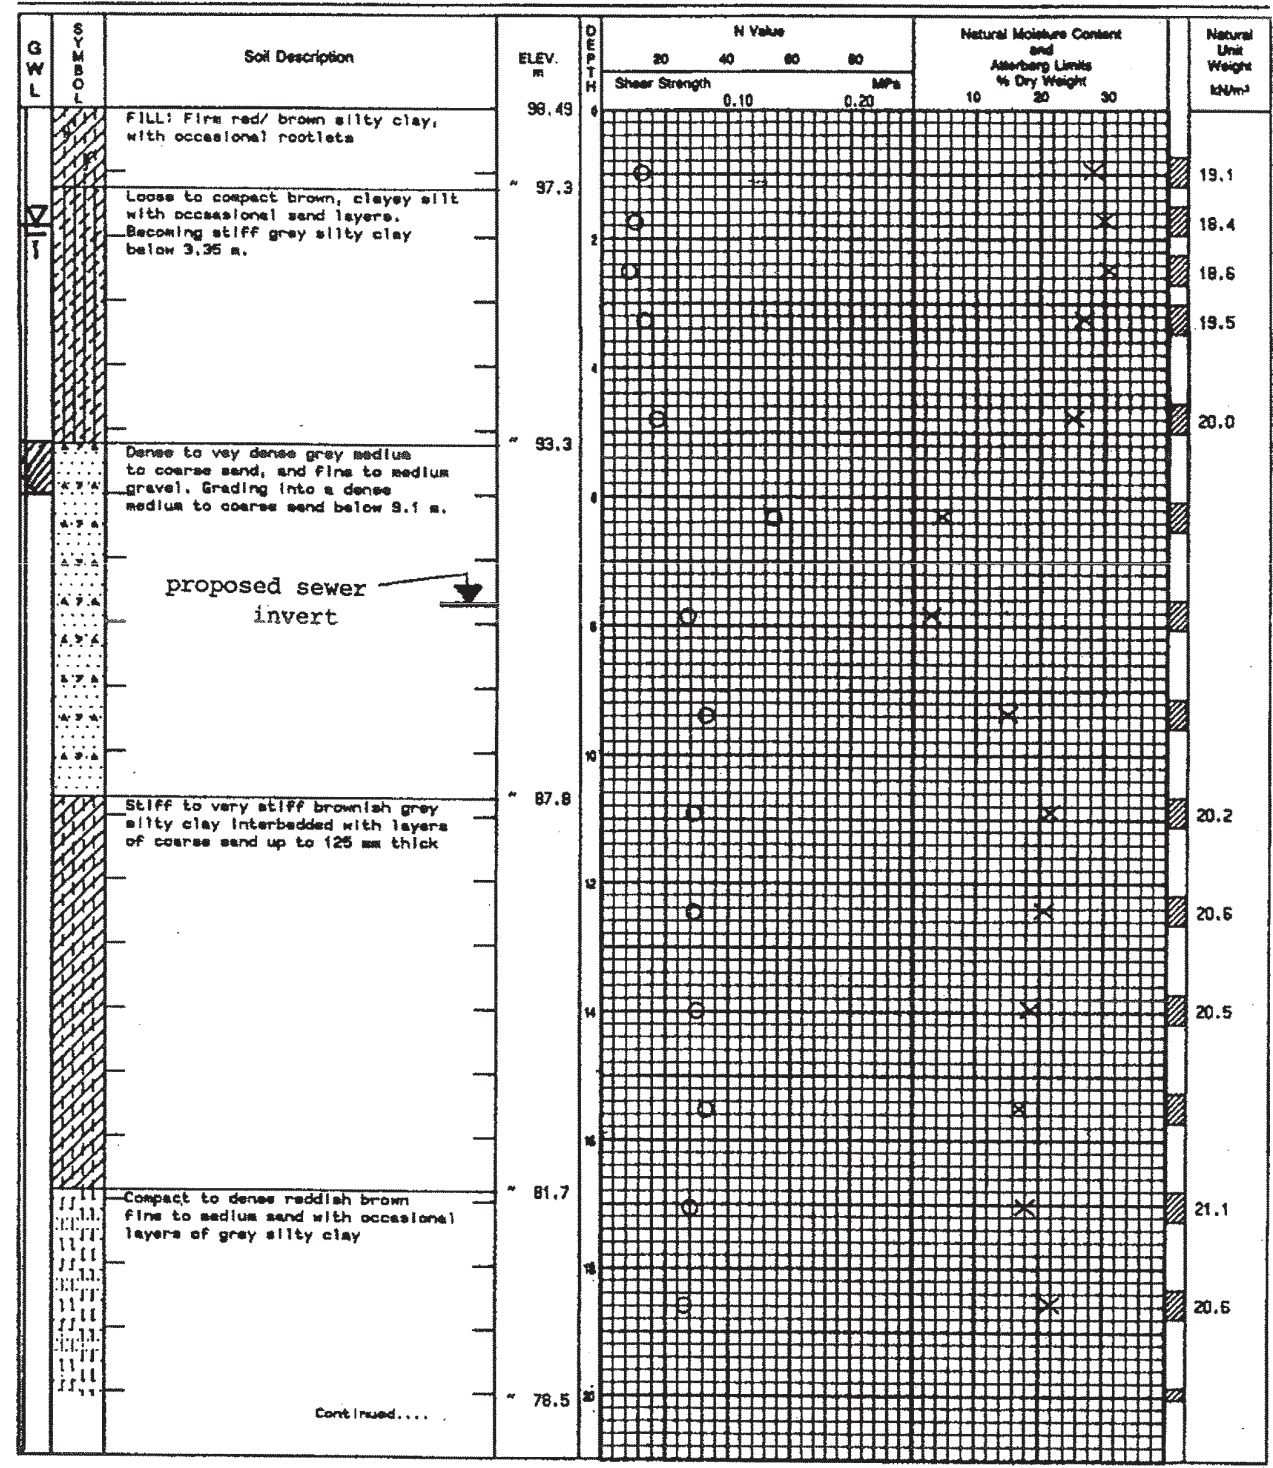 GWL
SYMBOL
Soil Description
ELEV.
m
DEPTH
N Value
20 40 60 80
Shear Strength MPa
0.10 0.20
Natural Moisture Content
and
Atterberg Limits
% Dry Weight
10 20 30
Natural
Unit
Weight
kN/m³
98.49
0
FILL: Firm red/ brown silty clay,
with occasional rootlets
19.1
97.3
Loose to compact brown, clayey silt
with occasional sand layers.
Becoming stiff grey silty clay
below 3.35 m.
18.4
2
18.6
19.5
4
20.0
93.3
Dense to vey dense grey medium
to coarse sand, and fine to medium
gravel. Grading into a dense
medium to coarse sand below 9.1 m.
6
proposed sewer
invert
8
10
87.8
Stiff to very stiff brownish grey
silty clay interbedded with layers
of coarse sand up to 125 mm thick
20.2
12
20.6
14
20.5
16
81.7
Compact to dense reddish brown
fine to medium sand with occasional
layers of grey silty clay
21.1
18
20.6
78.5
20
Continued....